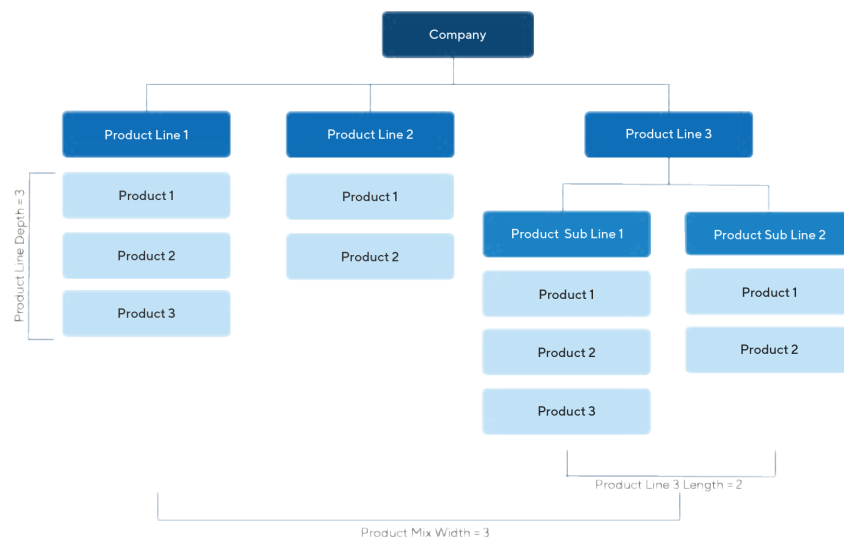 Company
Product Line 1
Product Line 2
Product Line 3
Product Line Depth = 3
Product 1
Product 2
Product 3
Product 1
Product 2
Product Sub Line 1
Product 1
Product 2
Product 3
Product Sub Line 2
Product 1
Product 2
Product Line 3 Length = 2
Product Mix Width = 3